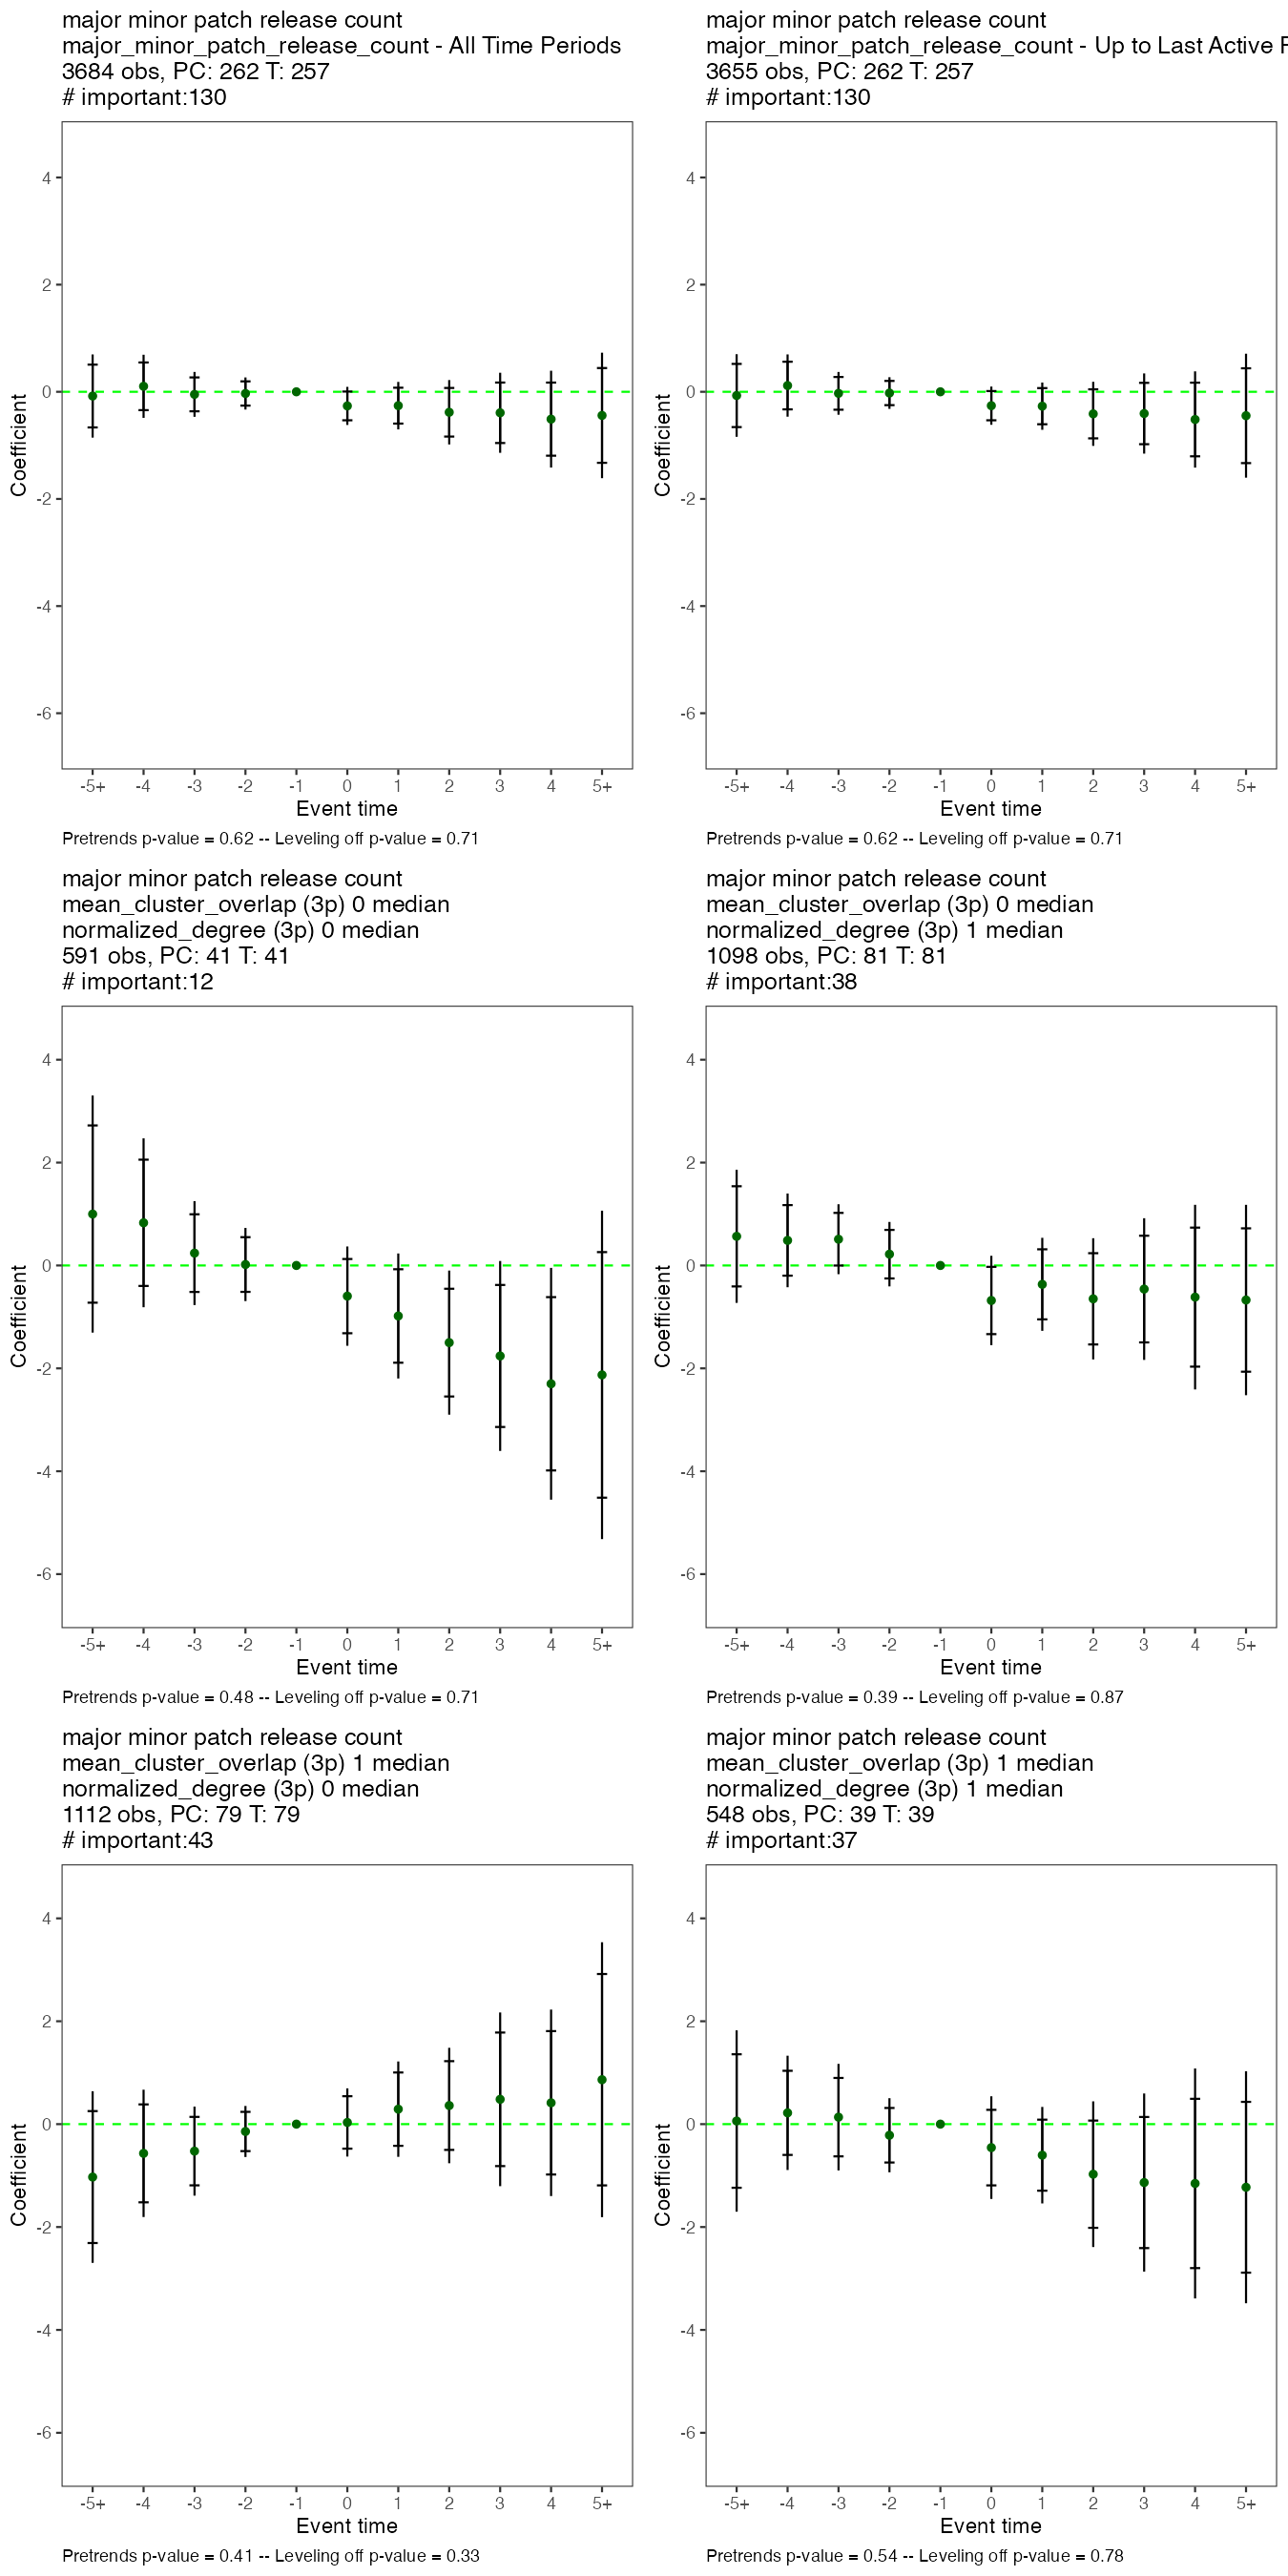 major minor patch release count
major_minor_patch_release_count - All Time Periods
3684 obs, PC: 262 T: 257
# important:130
4
2
0
-2
-4
-6
Coefficient
-5+ -4 -3 -2 -1 0 1 2 3 4 5+
Event time
Pretrends p-value = 0.62 -- Leveling off p-value = 0.71
major minor patch release count
major_minor_patch_release_count - Up to Last Active
3655 obs, PC: 262 T: 257
# important:130
4
2
0
-2
-4
-6
Coefficient
-5+ -4 -3 -2 -1 0 1 2 3 4 5+
Event time
Pretrends p-value = 0.62 -- Leveling off p-value = 0.71
major minor patch release count
mean_cluster_overlap (3p) 0 median
normalized_degree (3p) 0 median
591 obs, PC: 41 T: 41
# important:12
4
2
0
-2
-4
-6
Coefficient
-5+ -4 -3 -2 -1 0 1 2 3 4 5+
Event time
Pretrends p-value = 0.48 -- Leveling off p-value = 0.71
major minor patch release count
mean_cluster_overlap (3p) 0 median
normalized_degree (3p) 1 median
1098 obs, PC: 81 T: 81
# important:38
4
2
0
-2
-4
-6
Coefficient
-5+ -4 -3 -2 -1 0 1 2 3 4 5+
Event time
Pretrends p-value = 0.39 -- Leveling off p-value = 0.87
major minor patch release count
mean_cluster_overlap (3p) 1 median
normalized_degree (3p) 0 median
1112 obs, PC: 79 T: 79
# important:43
4
2
0
-2
-4
-6
Coefficient
-5+ -4 -3 -2 -1 0 1 2 3 4 5+
Event time
Pretrends p-value = 0.41 -- Leveling off p-value = 0.33
major minor patch release count
mean_cluster_overlap (3p) 1 median
normalized_degree (3p) 1 median
548 obs, PC: 39 T: 39
# important:37
4
2
0
-2
-4
-6
Coefficient
-5+ -4 -3 -2 -1 0 1 2 3 4 5+
Event time
Pretrends p-value = 0.54 -- Leveling off p-value = 0.78